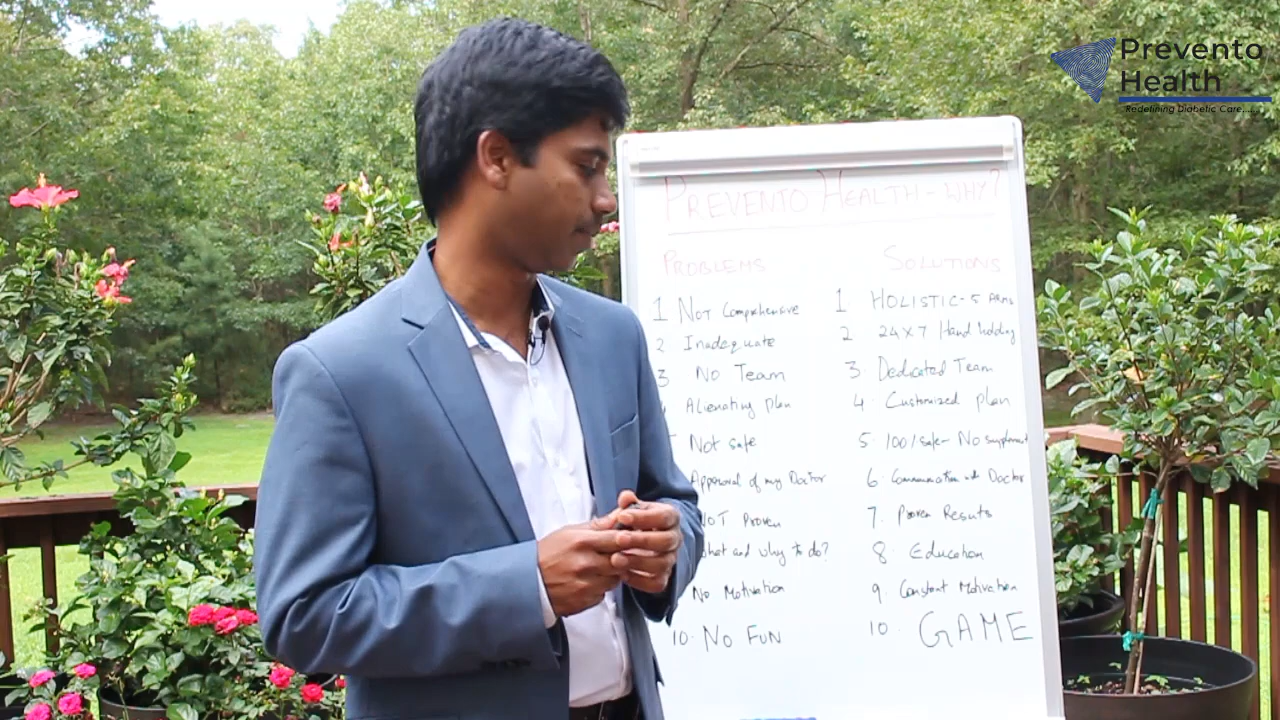 Prevento
Health
Redefining Diabetic Care......
PREVENTO HEALTH - WHY?
PROBLEMS
1 NOT Comprehensive
2 Inadequate
3 NO TEAM
Alienating plan
Not safe
Approval of my Doctor
NOT Proven
what and why to do?
No Motivation
10. NO FUN
SOLUTIONS
1 HOLISTIC - 5 ARMS
2 24x7 Hand holding
3. Dedicated Team
4. Customized plan
5. 100% safe - No supplement
6. Communication Doctor
7. Proven Results
8 Education
9. Constant Motivation
10. GAME